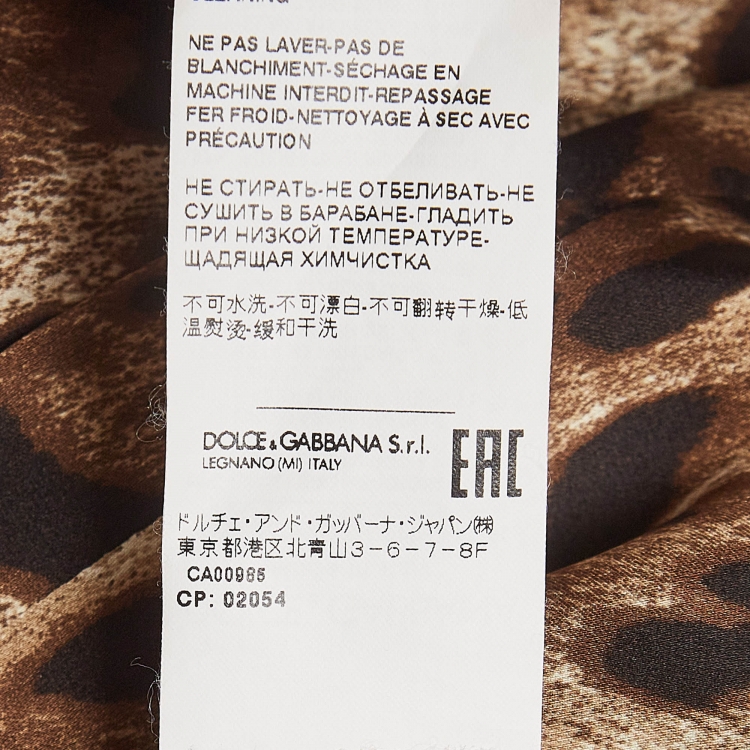 CLEANING
NE PAS LAVER-PAS DE
BLANCHIMENT-SÉCHAGE EN
MACHINE INTERDIT-REPASSAGE
FER FROID-NETTOYAGE À SEC AVEC
PRÉCAUTION
НЕ СТИРАТЬ-НЕ ОТБЕЛИВАТЬ-НЕ
СУШИТЬ В БАРАБАНЕ-ГЛАДИТЬ
ПРИ НИЗКОЙ ТЕМПЕРАТУРЕ-
ЩАДЯЩАЯ ХИМЧИСТКА
不可水洗-不可漂白-不可翻转干燥-低
温熨烫-缓和干洗
DOLCE & GABBANA S.r.l.
LEGNANO (MI) ITALY
EAC
ドルチェ・アンド・ガッバーナ・ジャパン㈱
東京都港区北青山3-6-7-8F
CA00985
CP: 02054